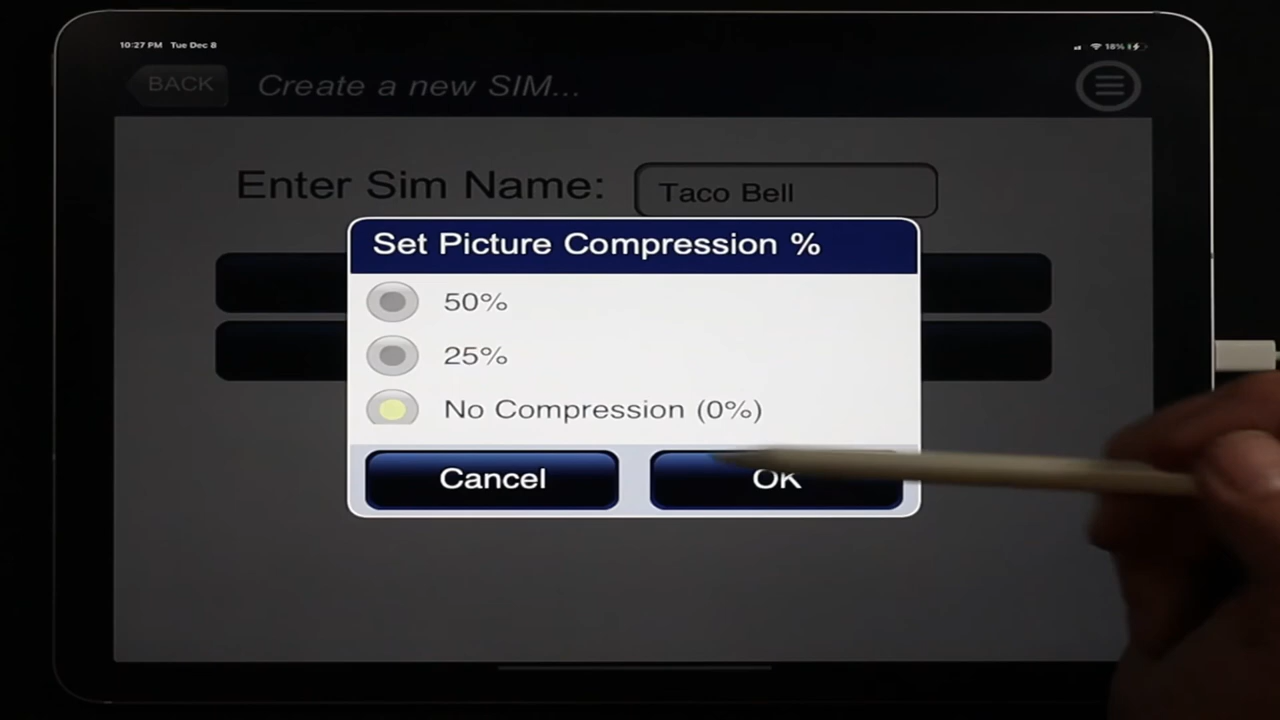 10:27 PM Tue Dec 8
18%
BACK
Create a new SIM...
Enter Sim Name:
Taco Bell
Set Picture Compression %
50%
25%
No Compression (0%)
Cancel
OK